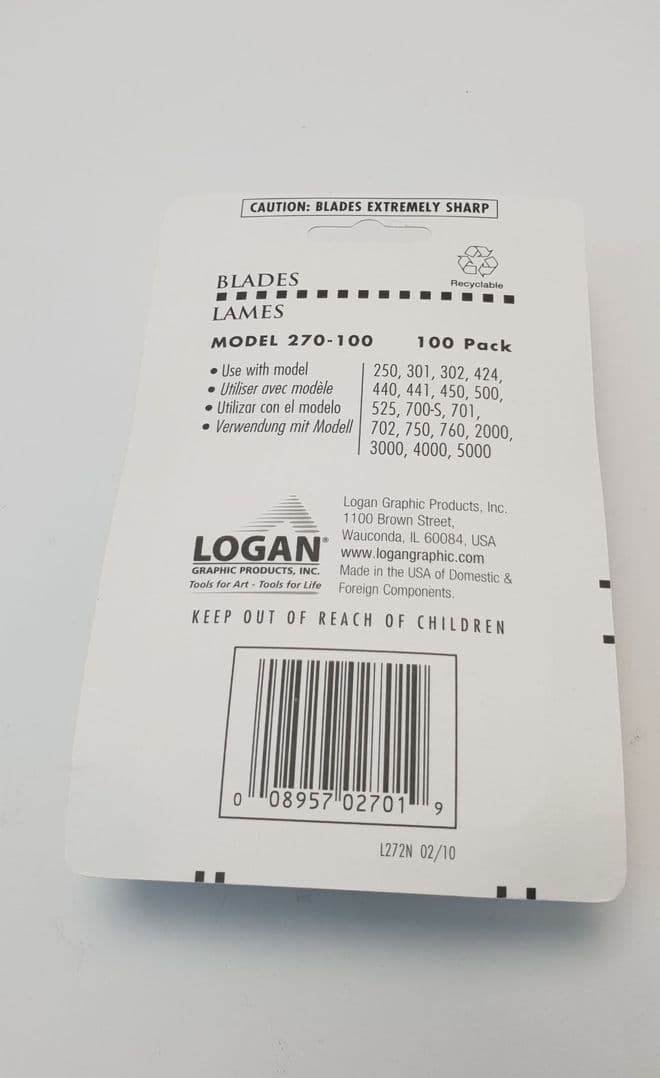 CAUTION: BLADES EXTREMELY SHARP
Recyclable
BLADES
LAMES
MODEL 270-100 100 Pack
• Use with model
• Utiliser avec modèle
• Utilizar con el modelo
• Verwendung mit Modell
250, 301, 302, 424,
440, 441, 450, 500,
525, 700-S, 701,
702, 750, 760, 2000,
3000, 4000, 5000
LOGAN®
GRAPHIC PRODUCTS, INC.
Tools for Art - Tools for Life
Logan Graphic Products, Inc.
1100 Brown Street,
Wauconda, IL 60084, USA
www.logangraphic.com
Made in the USA of Domestic &
Foreign Components.
KEEP OUT OF REACH OF CHILDREN
0 08957 02701 9
L272N 02/10